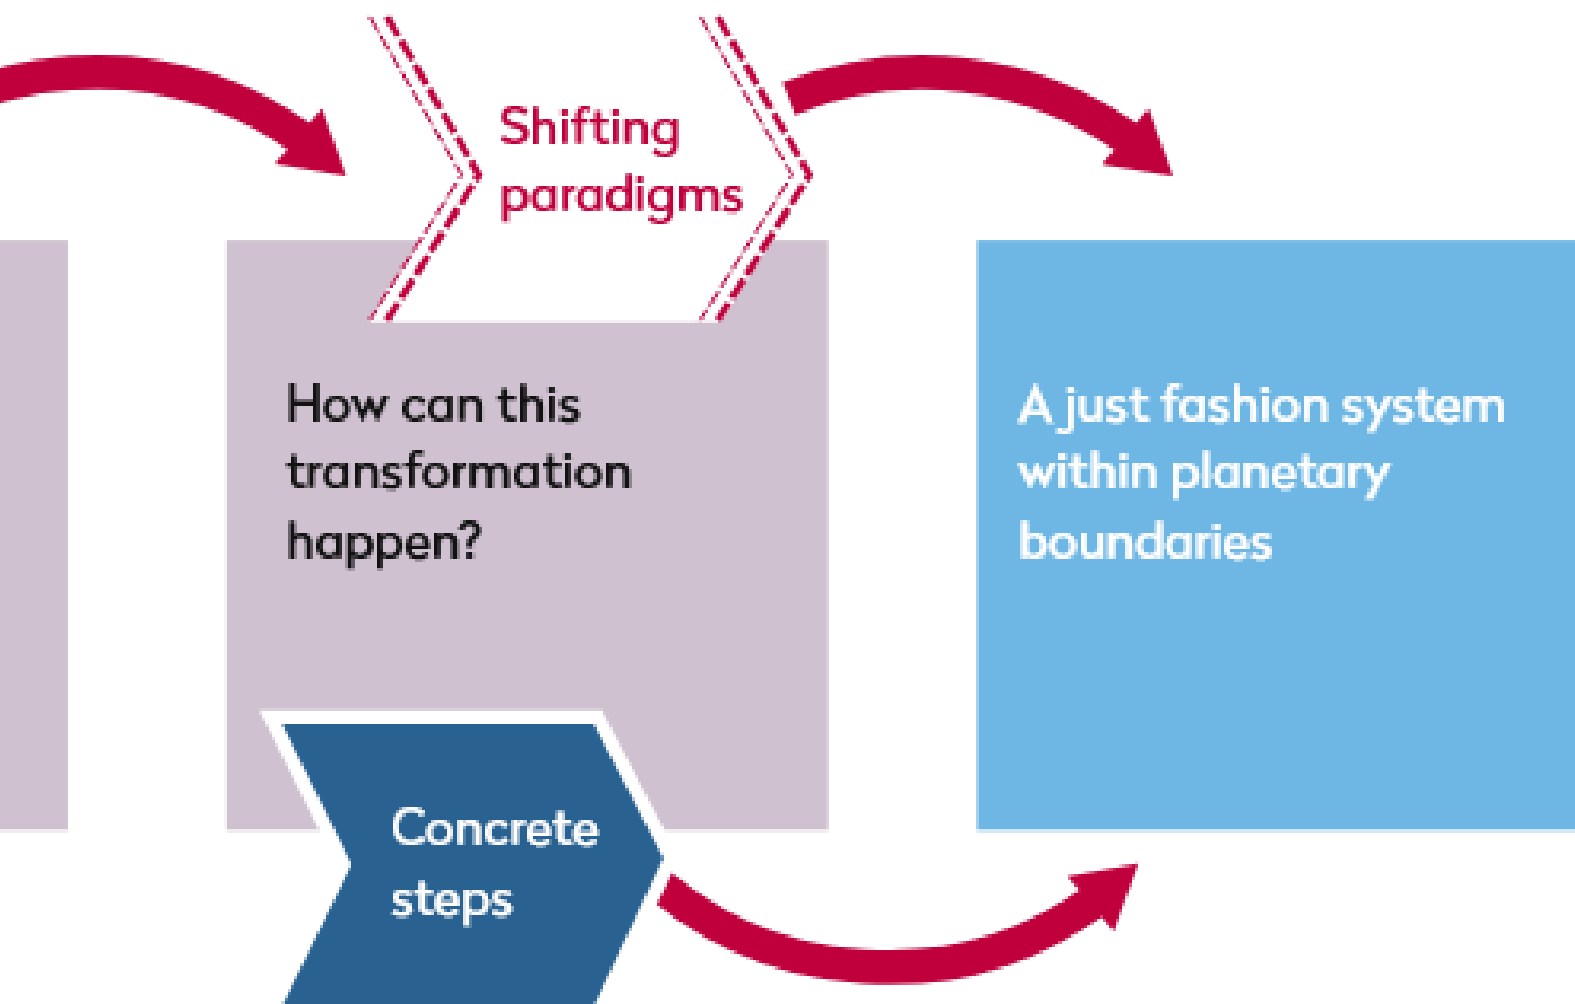 Shifting
paradigms
How can this
transformation
happen?
A just fashion system
within planetary
boundaries
Concrete
steps